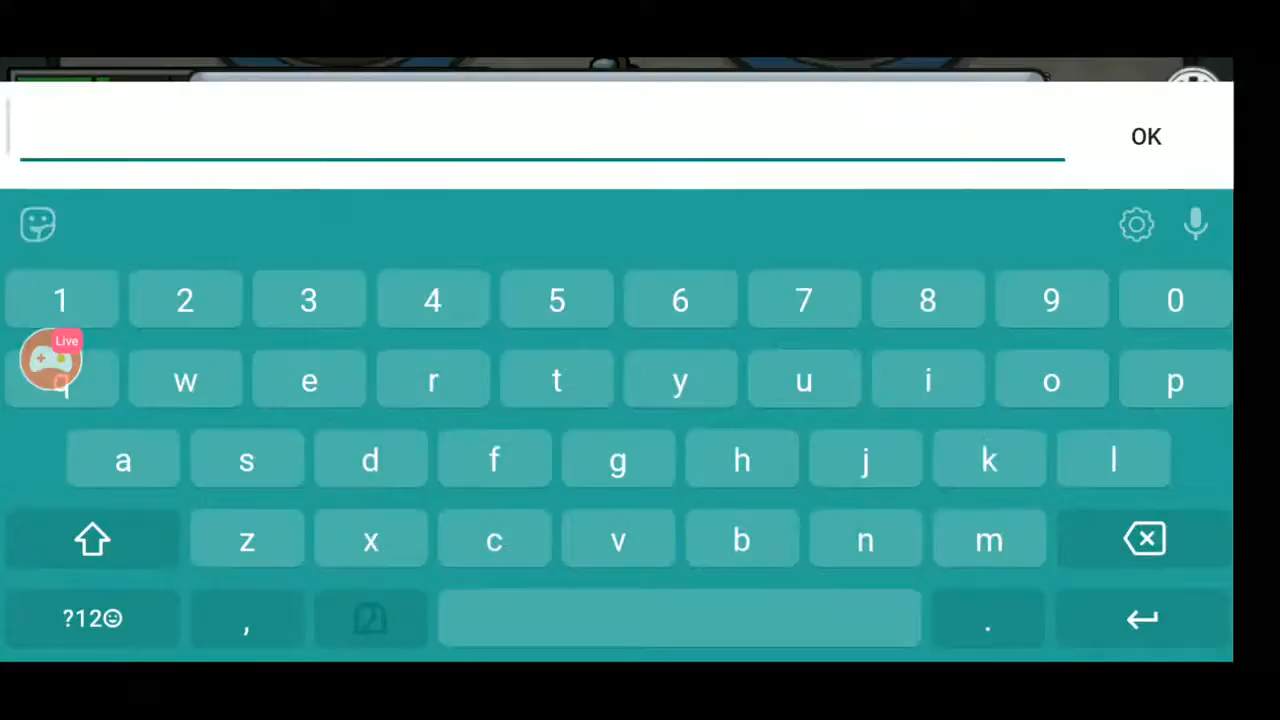 OK
1 2 3 4 5 6 7 8 9 0
Live
q w e r t y u i o p
a s d f g h j k l
z x c v b n m
?12☺ , .